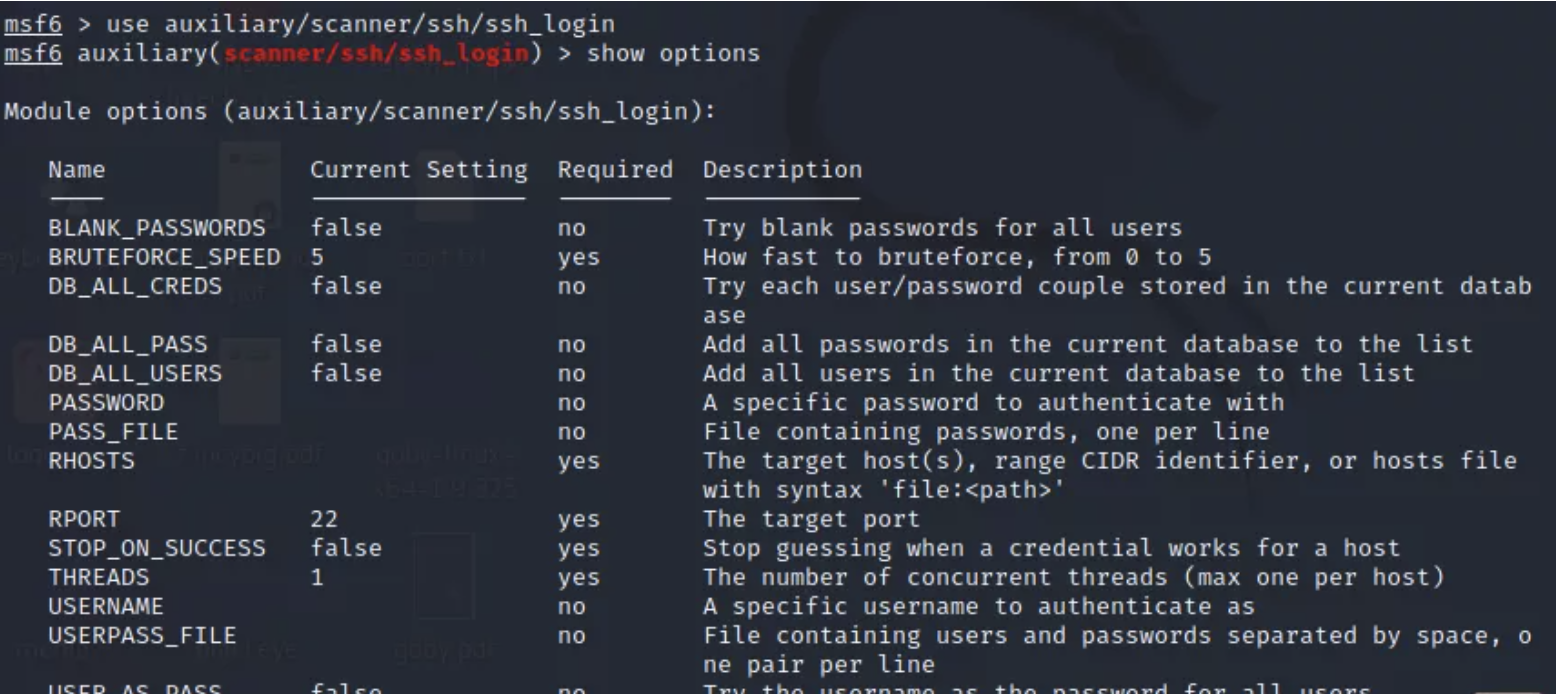 msf6 > use auxiliary/scanner/ssh/ssh_login
msf6 auxiliary(scanner/ssh/ssh_login) > show options
Module options (auxiliary/scanner/ssh/ssh_login):
Name Current Setting Required Description
BLANK_PASSWORDS false no Try blank passwords for all users
BRUTEFORCE_SPEED 5 yes How fast to bruteforce, from 0 to 5
DB_ALL_CREDS false no Try each user/password couple stored in the current datab
ase
DB_ALL_PASS false no Add all passwords in the current database to the list
DB_ALL_USERS false no Add all users in the current database to the list
PASSWORD no A specific password to authenticate with
PASS_FILE no File containing passwords, one per line
RHOSTS yes The target host(s), range CIDR identifier, or hosts file
with syntax 'file:<path>'
RPORT 22 yes The target port
STOP_ON_SUCCESS false yes Stop guessing when a credential works for a host
THREADS 1 yes The number of concurrent threads (max one per host)
USERNAME no A specific username to authenticate as
USERPASS_FILE no File containing users and passwords separated by space, o
ne pair per line
USER_AS_PASS false no Try the username as the password for all users